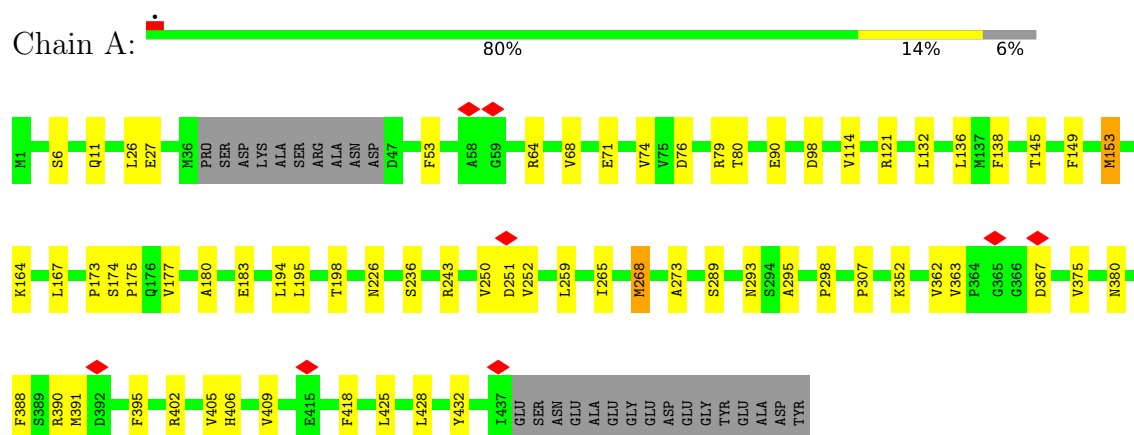 Chain A:
80% 14% 6%
M1 S6 Q11 L26 E27 M36 PRO SER ASP LYS ALA SER ARG ALA ASN ASP D47 F53 A58 G59 R64 V68 E71 V74 V75 D76 R79 T80 E90 D98 V114 R121 L132 L136 M137 F138 T145 F149 M153
K164 L167 P173 S174 P175 Q176 V177 A180 E183 L194 L195 T198 N226 S236 R243 V250 D251 V252 L259 I265 M268 A273 S289 N293 S294 A295 P298 P307 K352 V362 V363 P364 G365 G366 D367 V375 N380
F388 S389 R390 M391 D392 F395 R402 V405 H406 V409 E415 F418 L425 L428 Y432 I437 GLU SER ASN GLU ALA GLU GLY GLU ASP GLU GLY TYR GLU ALA ASP TYR